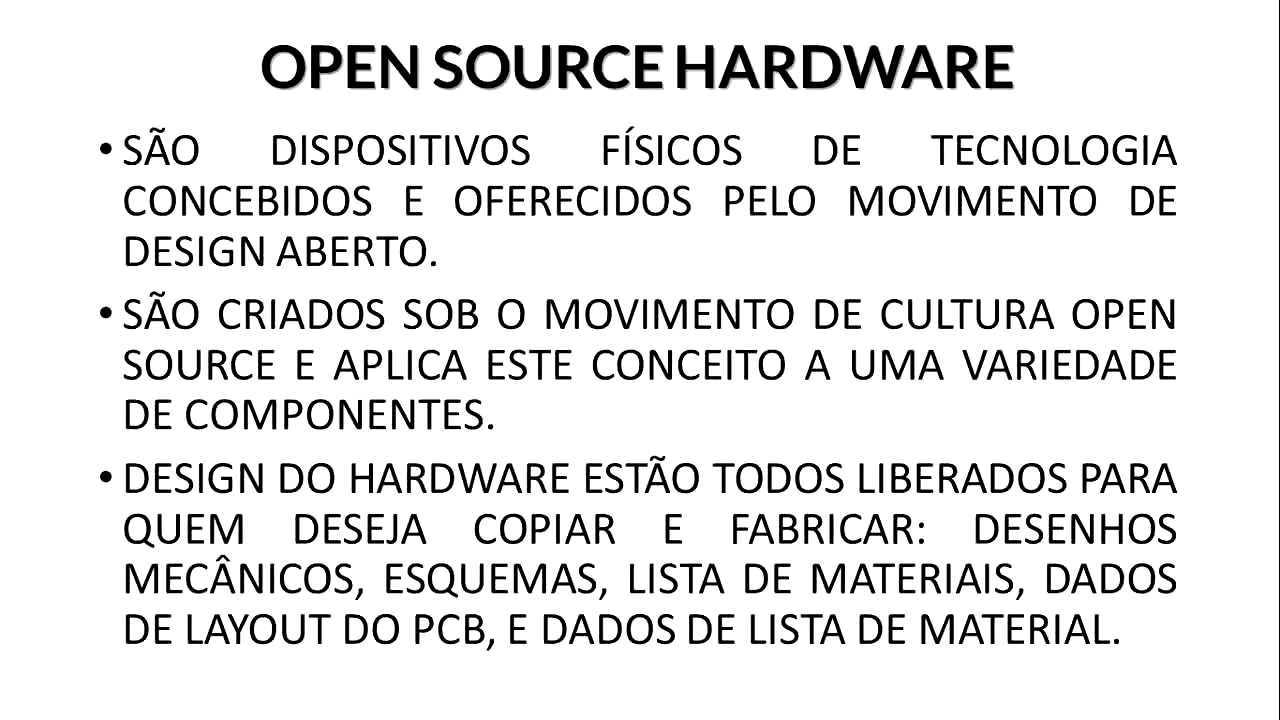 OPEN SOURCE HARDWARE
• SÃO DISPOSITIVOS FÍSICOS DE TECNOLOGIA
CONCEBIDOS E OFERECIDOS PELO MOVIMENTO DE
DESIGN ABERTO.
• SÃO CRIADOS SOB O MOVIMENTO DE CULTURA OPEN
SOURCE E APLICA ESTE CONCEITO A UMA VARIEDADE
DE COMPONENTES.
• DESIGN DO HARDWARE ESTÃO TODOS LIBERADOS PARA
QUEM DESEJA COPIAR E FABRICAR: DESENHOS
MECÂNICOS, ESQUEMAS, LISTA DE MATERIAIS, DADOS
DE LAYOUT DO PCB, E DADOS DE LISTA DE MATERIAL.